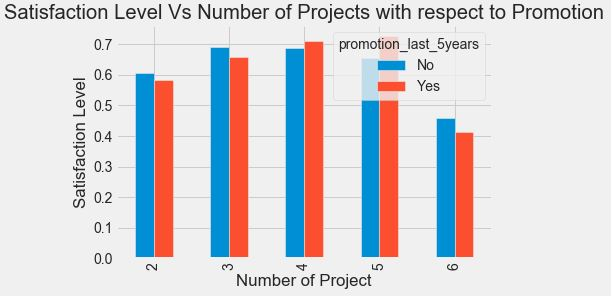 Satisfaction Level Vs Number of Projects with respect to Promotion
promotion_last_5years
No
Yes
Satisfaction Level
0.7
0.6
0.5
0.4
0.3
0.2
0.1
0.0
2
3
4
5
6
Number of Project